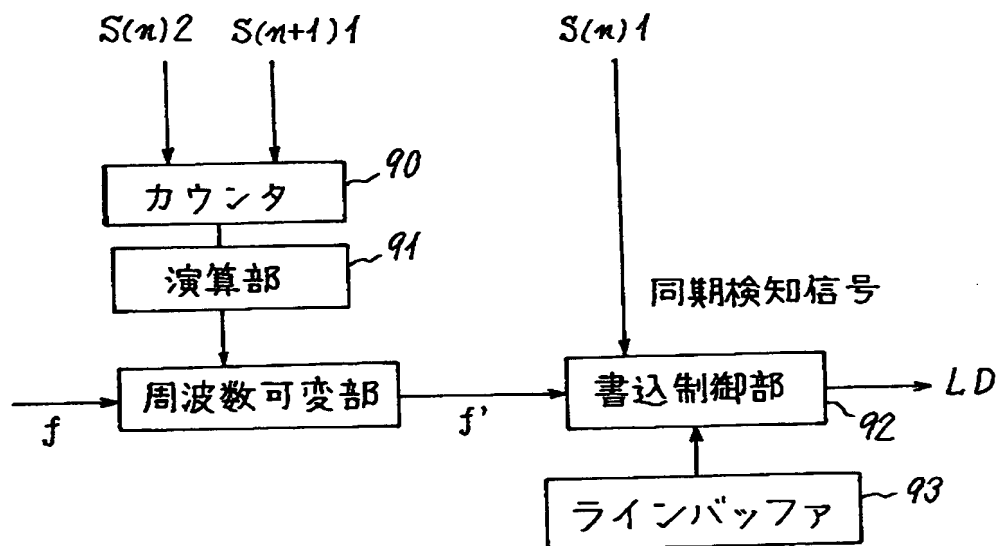 S(n)2
S(n+1)1
S(n)1
カウンタ
90
演算部
91
同期検知信号
周波数可変部
f
f'
書込制御部
92
LD
ラインバッファ
93